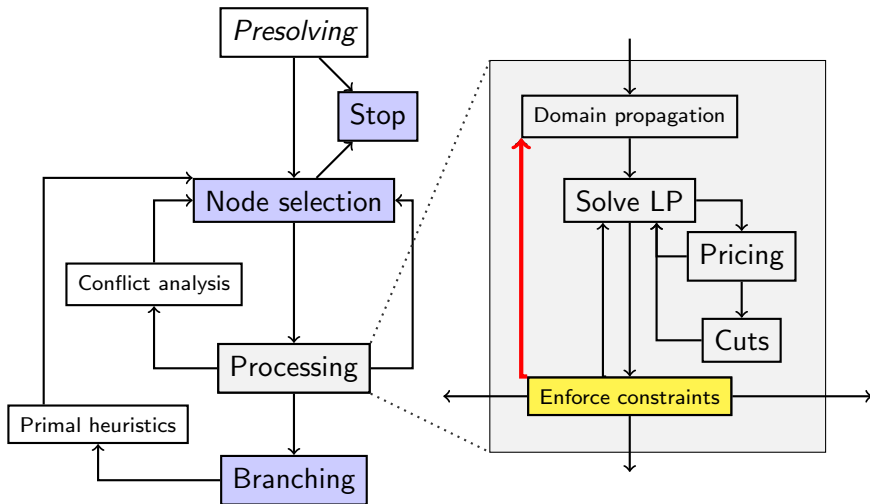 Presolving
Stop
Node selection
Conflict analysis
Processing
Primal heuristics
Branching
Domain propagation
Solve LP
Pricing
Cuts
Enforce constraints